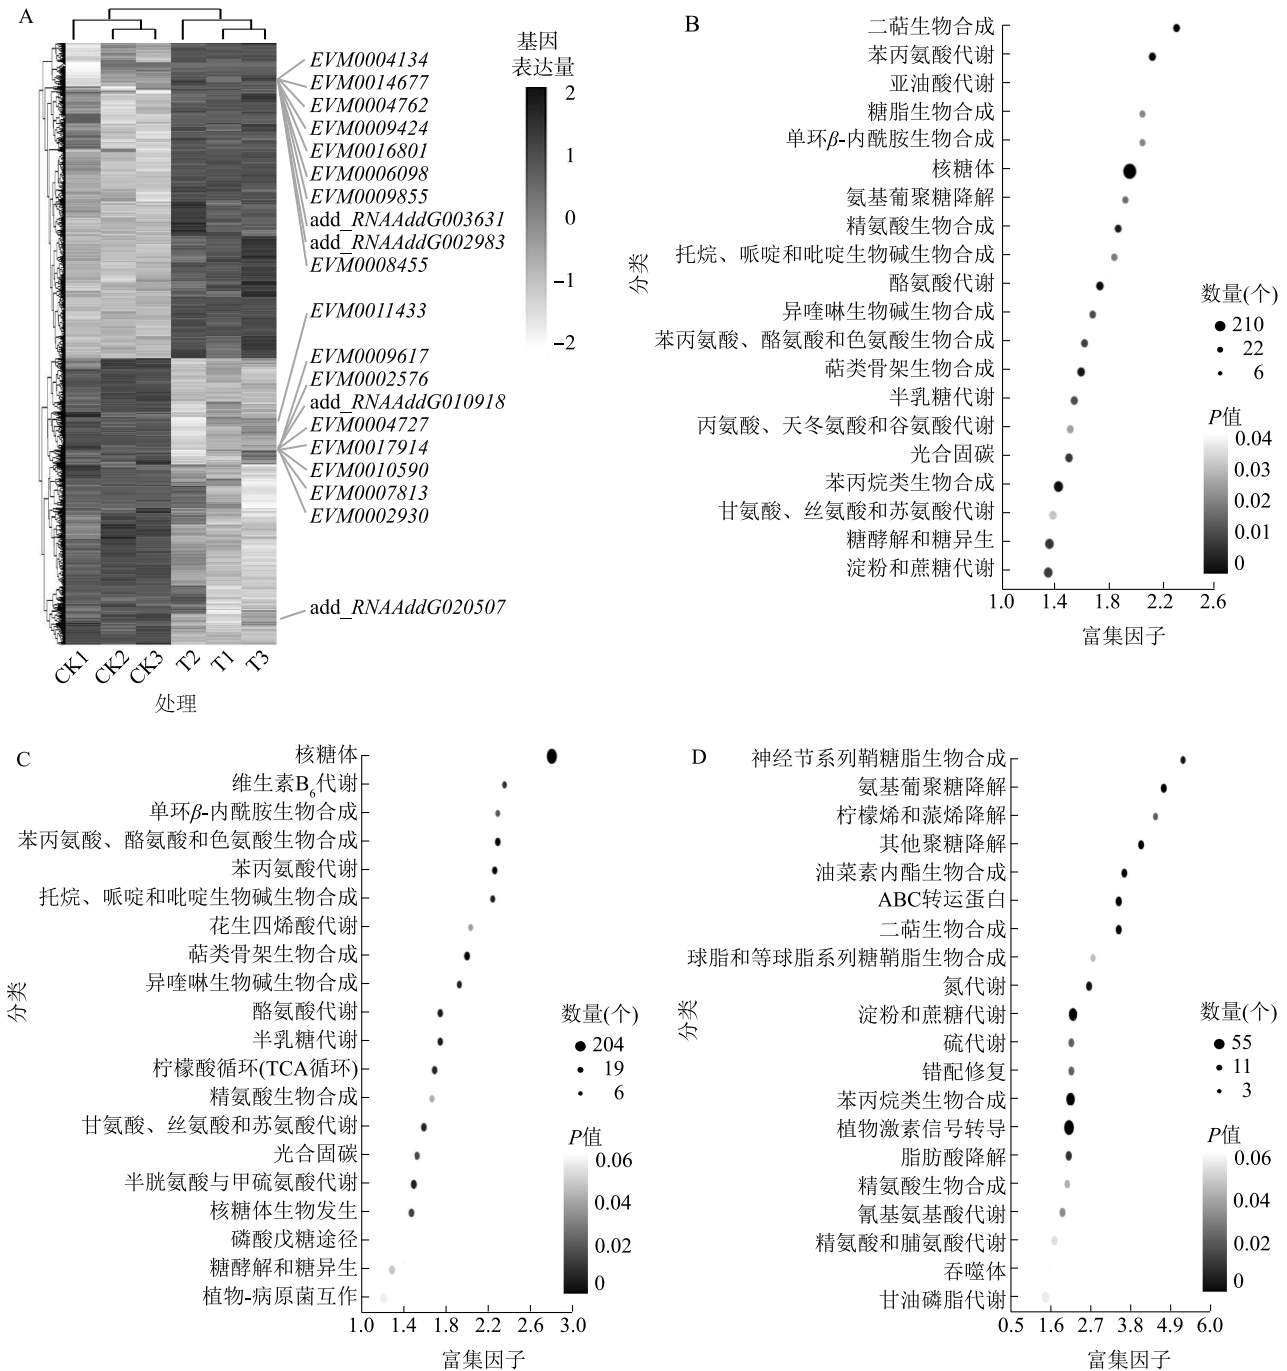 A
基因
表达量
2
1
0
−1
−2
EVM0004134
EVM0014677
EVM0004762
EVM0009424
EVM0016801
EVM0006098
EVM0009855
add_RNAAddG003631
add_RNAAddG002983
EVM0008455
EVM0011433
EVM0009617
EVM0002576
add_RNAAddG010918
EVM0004727
EVM0017914
EVM0010590
EVM0007813
EVM0002930
add_RNAAddG020507
CK1 CK2 CK3 T2 T1 T3
处理
B
二萜生物合成
苯丙氨酸代谢
亚油酸代谢
糖脂生物合成
单环β-内酰胺生物合成
核糖体
氨基葡聚糖降解
精氨酸生物合成
托烷、哌啶和吡啶生物碱生物合成
酪氨酸代谢
异喹啉生物碱生物合成
苯丙氨酸、酪氨酸和色氨酸生物合成
萜类骨架生物合成
半乳糖代谢
丙氨酸、天冬氨酸和谷氨酸代谢
光合固碳
苯丙烷类生物合成
甘氨酸、丝氨酸和苏氨酸代谢
糖酵解和糖异生
淀粉和蔗糖代谢
分类
1.0 1.4 1.8 2.2 2.6
富集因子
数量(个)
210
22
6
P值
0.04
0.03
0.02
0.01
0
C
核糖体
维生素B6代谢
单环β-内酰胺生物合成
苯丙氨酸、酪氨酸和色氨酸生物合成
苯丙氨酸代谢
托烷、哌啶和吡啶生物碱生物合成
花生四烯酸代谢
萜类骨架生物合成
异喹啉生物碱生物合成
酪氨酸代谢
半乳糖代谢
柠檬酸循环(TCA循环)
精氨酸生物合成
甘氨酸、丝氨酸和苏氨酸代谢
光合固碳
半胱氨酸与甲硫氨酸代谢
核糖体生物发生
磷酸戊糖途径
糖酵解和糖异生
植物-病原菌互作
分类
1.0 1.4 1.8 2.2 2.6 3.0
富集因子
数量(个)
204
19
6
P值
0.06
0.04
0.02
0
D
神经节系列鞘糖脂生物合成
氨基葡聚糖降解
柠檬烯和蒎烯降解
其他聚糖降解
油菜素内酯生物合成
ABC转运蛋白
二萜生物合成
球脂和等球脂系列糖鞘脂生物合成
氮代谢
淀粉和蔗糖代谢
硫代谢
错配修复
苯丙烷类生物合成
植物激素信号转导
脂肪酸降解
精氨酸生物合成
氰基氨基酸代谢
精氨酸和脯氨酸代谢
吞噬体
甘油磷脂代谢
分类
0.5 1.6 2.7 3.8 4.9 6.0
富集因子
数量(个)
55
11
3
P值
0.06
0.04
0.02
0